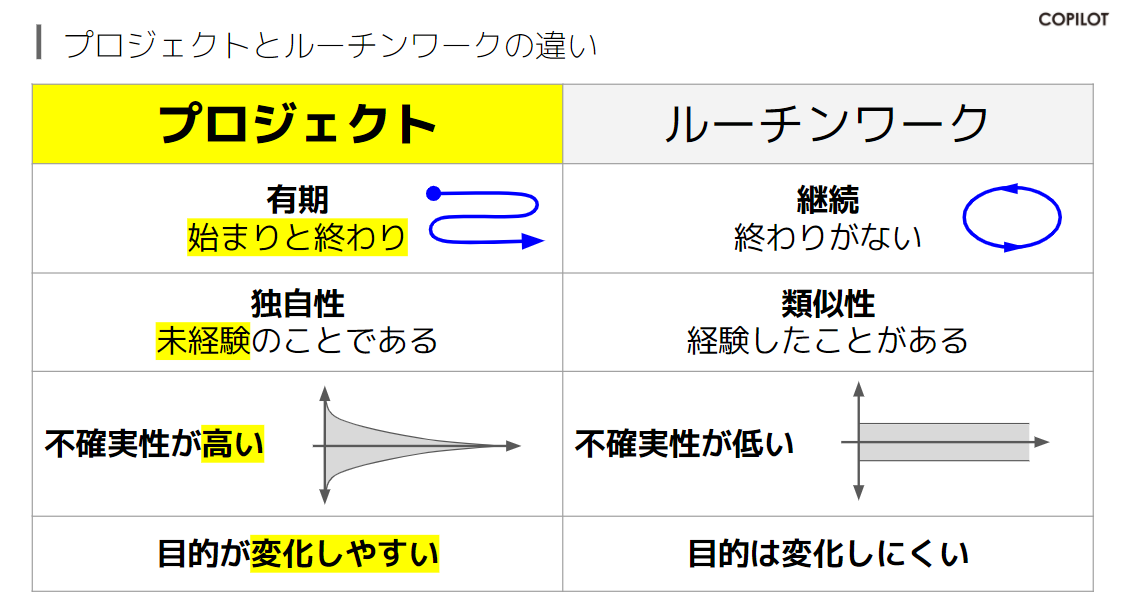 COPILOT
プロジェクトとルーチンワークの違い
プロジェクト
ルーチンワーク
有期
始まりと終わり
継続
終わりがない
独自性
未経験のことである
類似性
経験したことがある
不確実性が高い
不確実性が低い
目的が変化しやすい
目的は変化しにくい